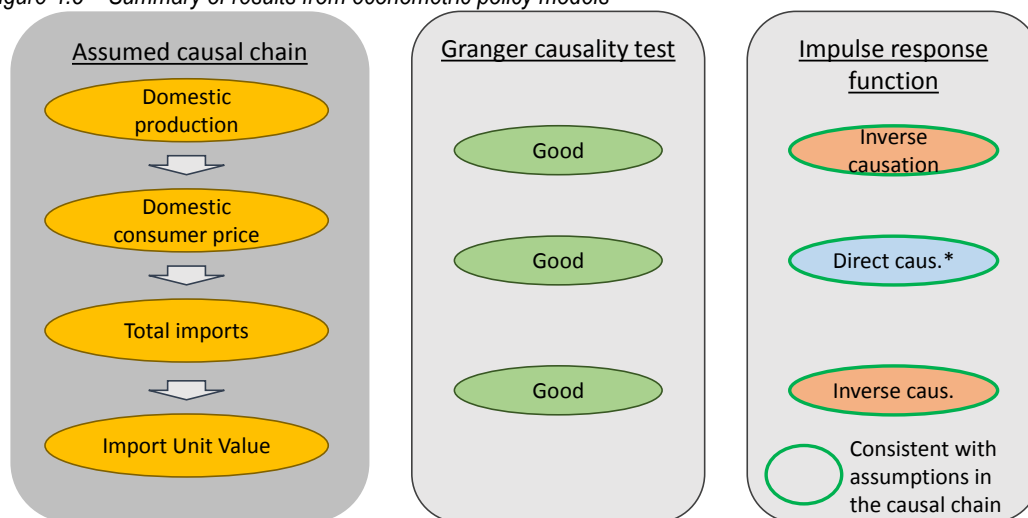 Summary of results from econometric policy models
Assumed causal chain
Domestic
production
Domestic
consumer price
Total imports
Import Unit Value
Granger causality test
Good
Good
Good
Impulse response
function
Inverse
causation
Direct caus.*
Inverse caus.
Consistent with
assumptions in
the causal chain